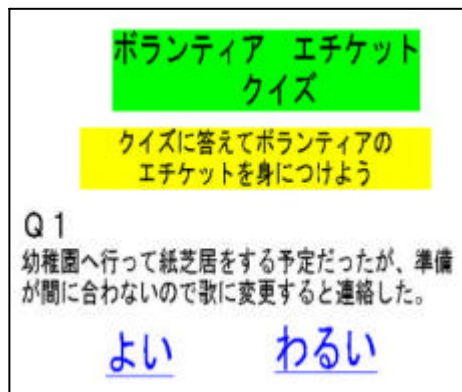 ボランティア　エチケット
クイズ
クイズに答えてボランティアの
エチケットを身につけよう
Q1
幼稚園へ行って紙芝居をする予定だったが、準備
が間に合わないので歌に変更すると連絡した。
よい　わるい